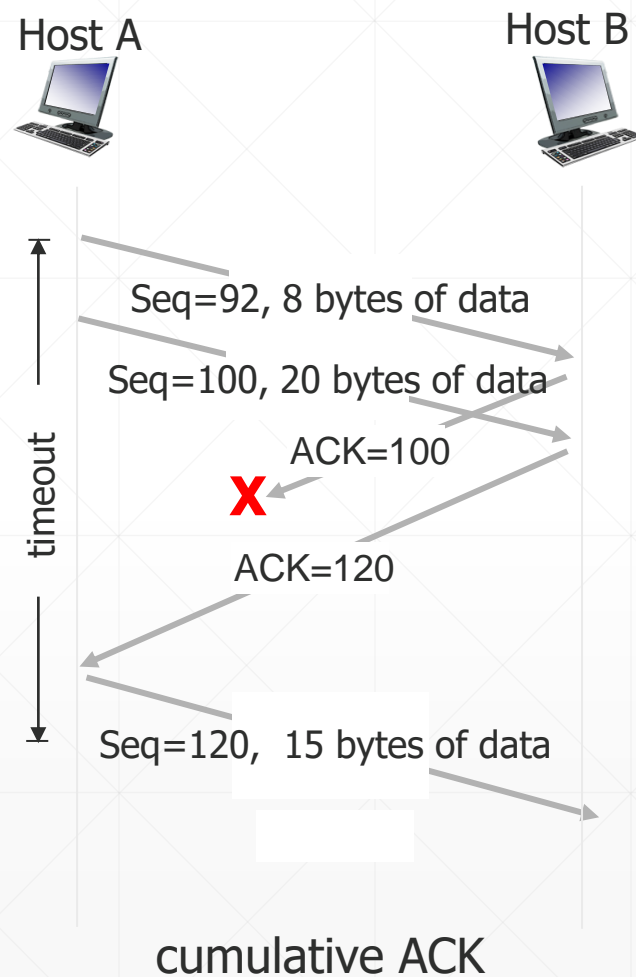 Host A
Host B
Seq=92, 8 bytes of data
Seq=100, 20 bytes of data
ACK=100
X
timeout
ACK=120
Seq=120, 15 bytes of data
cumulative ACK